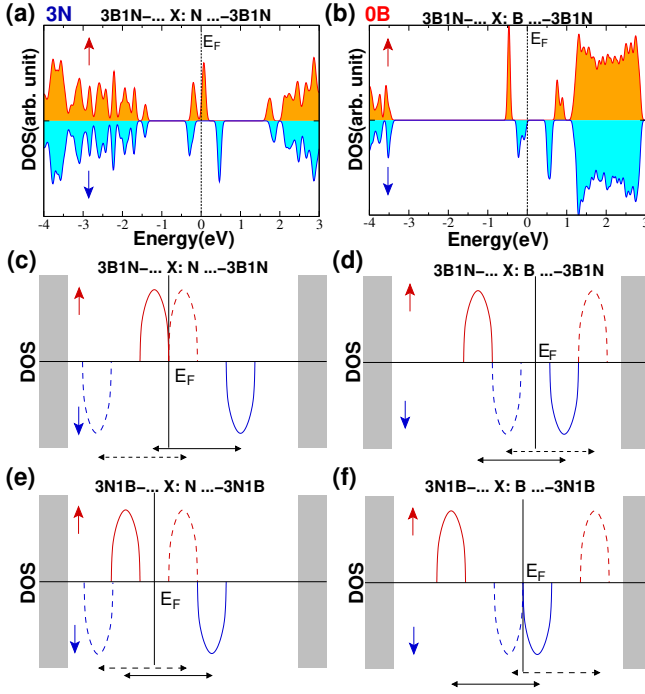 (a) 3N 3B1N–... X: N ...–3B1N
(b) 0B 3B1N–... X: B ...–3B1N
E_F
E_F
DOS(arb. unit)
DOS(arb. unit)
-4 -3 -2 -1 0 1 2 3
-4 -3 -2 -1 0 1 2 3
Energy(eV)
Energy(eV)
(c) 3B1N–... X: N ...–3B1N
(d) 3B1N–... X: B ...–3B1N
DOS
E_F
DOS
E_F
(e) 3N1B–... X: N ...–3N1B
(f) 3N1B–... X: B ...–3N1B
DOS
E_F
DOS
E_F